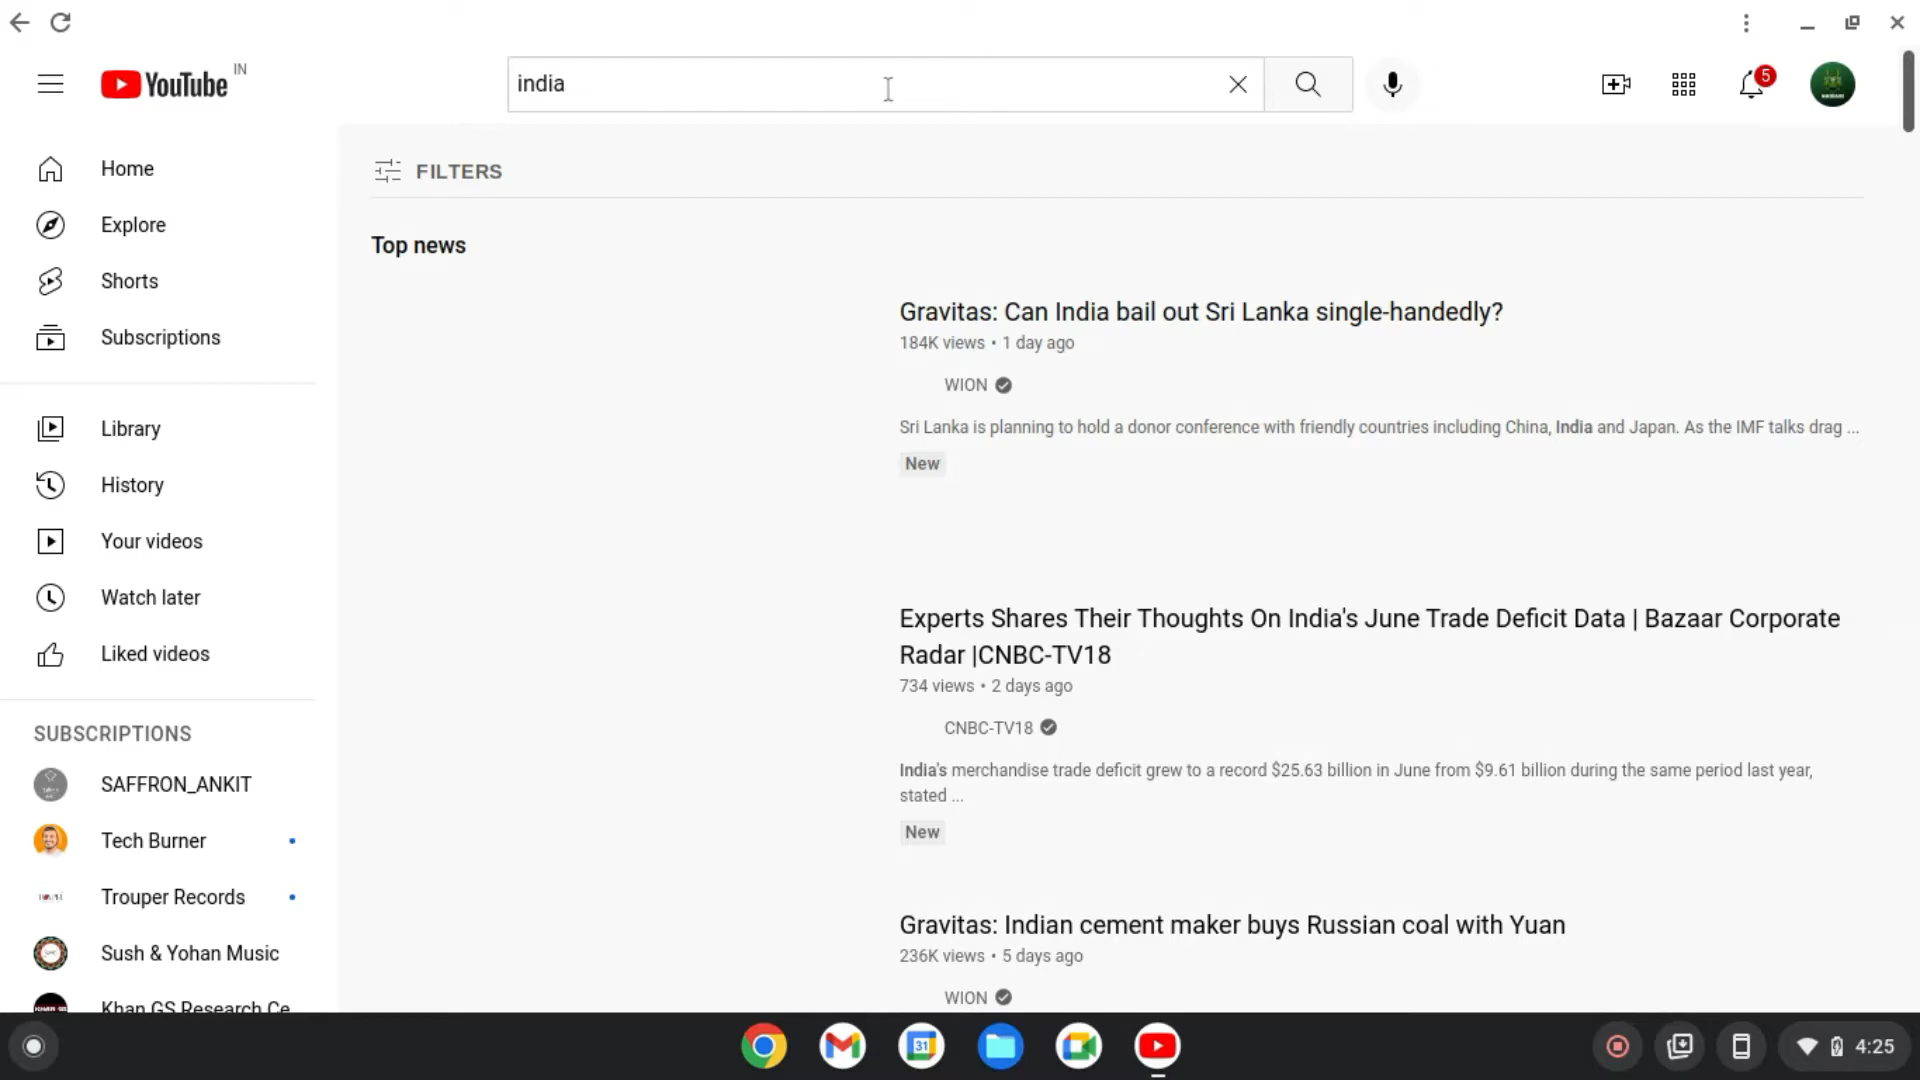 YouTube IN
india
5
Home
Explore
Shorts
Subscriptions
Library
History
Your videos
Watch later
Liked videos
SUBSCRIPTIONS
SAFFRON_ANKIT
Tech Burner
Trouper Records
Sush & Yohan Music
Khan GS Research Ce
FILTERS
Top news
Gravitas: Can India bail out Sri Lanka single-handedly?
184K views • 1 day ago
WION
Sri Lanka is planning to hold a donor conference with friendly countries including China, India and Japan. As the IMF talks drag ...
New
Experts Shares Their Thoughts On India's June Trade Deficit Data | Bazaar Corporate
Radar |CNBC-TV18
734 views • 2 days ago
CNBC-TV18
India's merchandise trade deficit grew to a record $25.63 billion in June from $9.61 billion during the same period last year,
stated ...
New
Gravitas: Indian cement maker buys Russian coal with Yuan
236K views • 5 days ago
WION
31
4:25